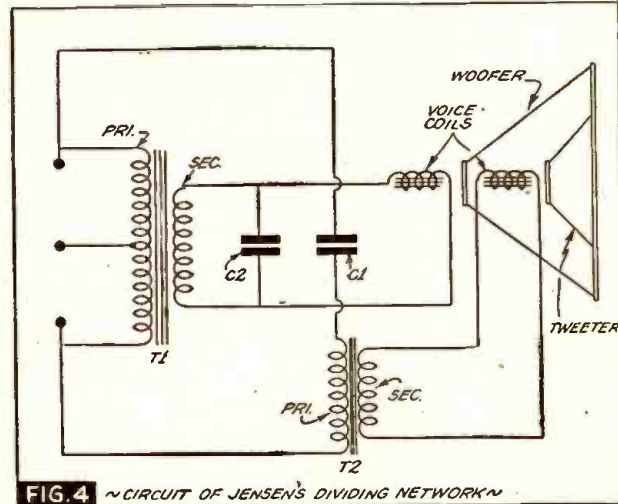 WOOFER
VOICE
COILS
PRI.
SEC.
C2
C1
TWEETER
T1
PRI.
SEC.
T2
FIG. 4 ~CIRCUIT OF JENSEN'S DIVIDING NETWORK~